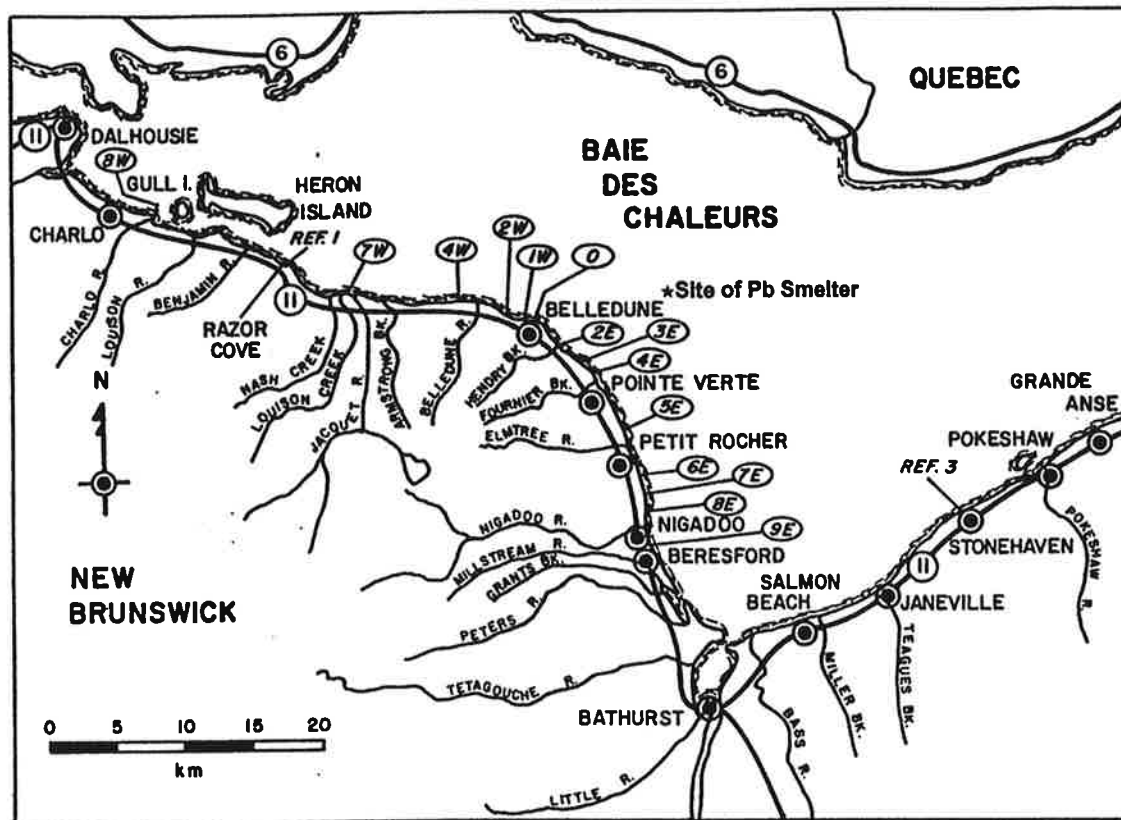 6
6
QUÉBEC
11
DALHOUSIE
8W
GULL I.
HERON
ISLAND
REF. 1
CHARLO
CHARLO R.
LOUISON R.
BENJAMIN R.
RAZOR
COVE
11
BAIE
DES
CHALEURS
7W
4W
2W
1W
0
*Site of Pb Smelter
BELLEDUNE
2E
3E
4E
POINTE VERTE
5E
PETIT ROCHER
6E
7E
8E
NIGADOO
9E
BERESFORD
NASH CREEK
LOUISON CREEK
JACQUET R.
ARMSTRONG BK.
BELLEDUNE R.
HENDRY BK.
FOURNIER BK.
ELMTREE R.
N
NIGADOO R.
MILLSTREAM R.
GRANTS BK.
PETERS R.
TETAGOUCHE R.
NEW
BRUNSWICK
GRANDE
ANSE
POKESHAW
REF. 3
STONEHAVEN
POKESHAW R.
11
JANEVILLE
SALMON
BEACH
TEAGUES BK.
MILLER BK.
BASS R.
BATHURST
LITTLE R.
0 5 10 15 20
km